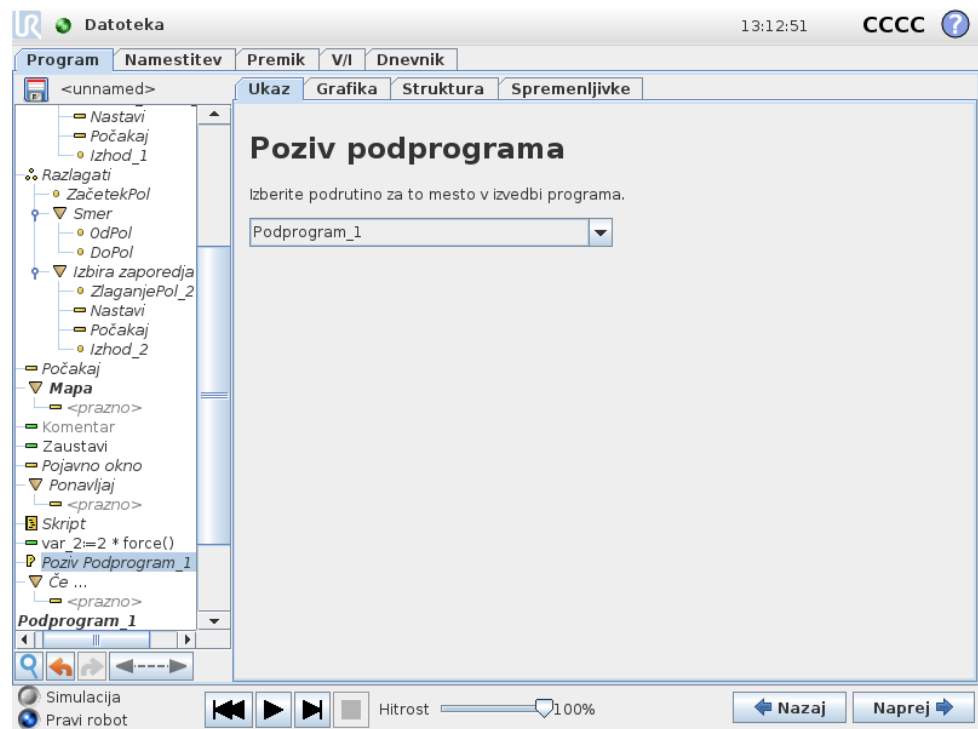 UR Datoteka 13:12:51 CCCC ?
Program Namestitev Premik V/I Dnevnik
<unnamed>
Ukaz Grafika Struktura Spremenljivke
Nastavi
Počakaj
Izhod_1
Razlagati
ZačetekPol
Smer
OdPol
DoPol
Izbira zaporedja
ZlaganjePol_2
Nastavi
Počakaj
Izhod_2
Počakaj
Mapa
<prazno>
Komentar
Zaustavi
Pojavno okno
Ponavljaj
<prazno>
Skript
var_2:=2 * force()
P Poziv Podprogram_1
Če ...
<prazno>
Podprogram_1
Poziv podprograma
Izberite podrutino za to mesto v izvedbi programa.
Podprogram_1
Simulacija
Pravi robot
Hitrost 100%
Nazaj Naprej